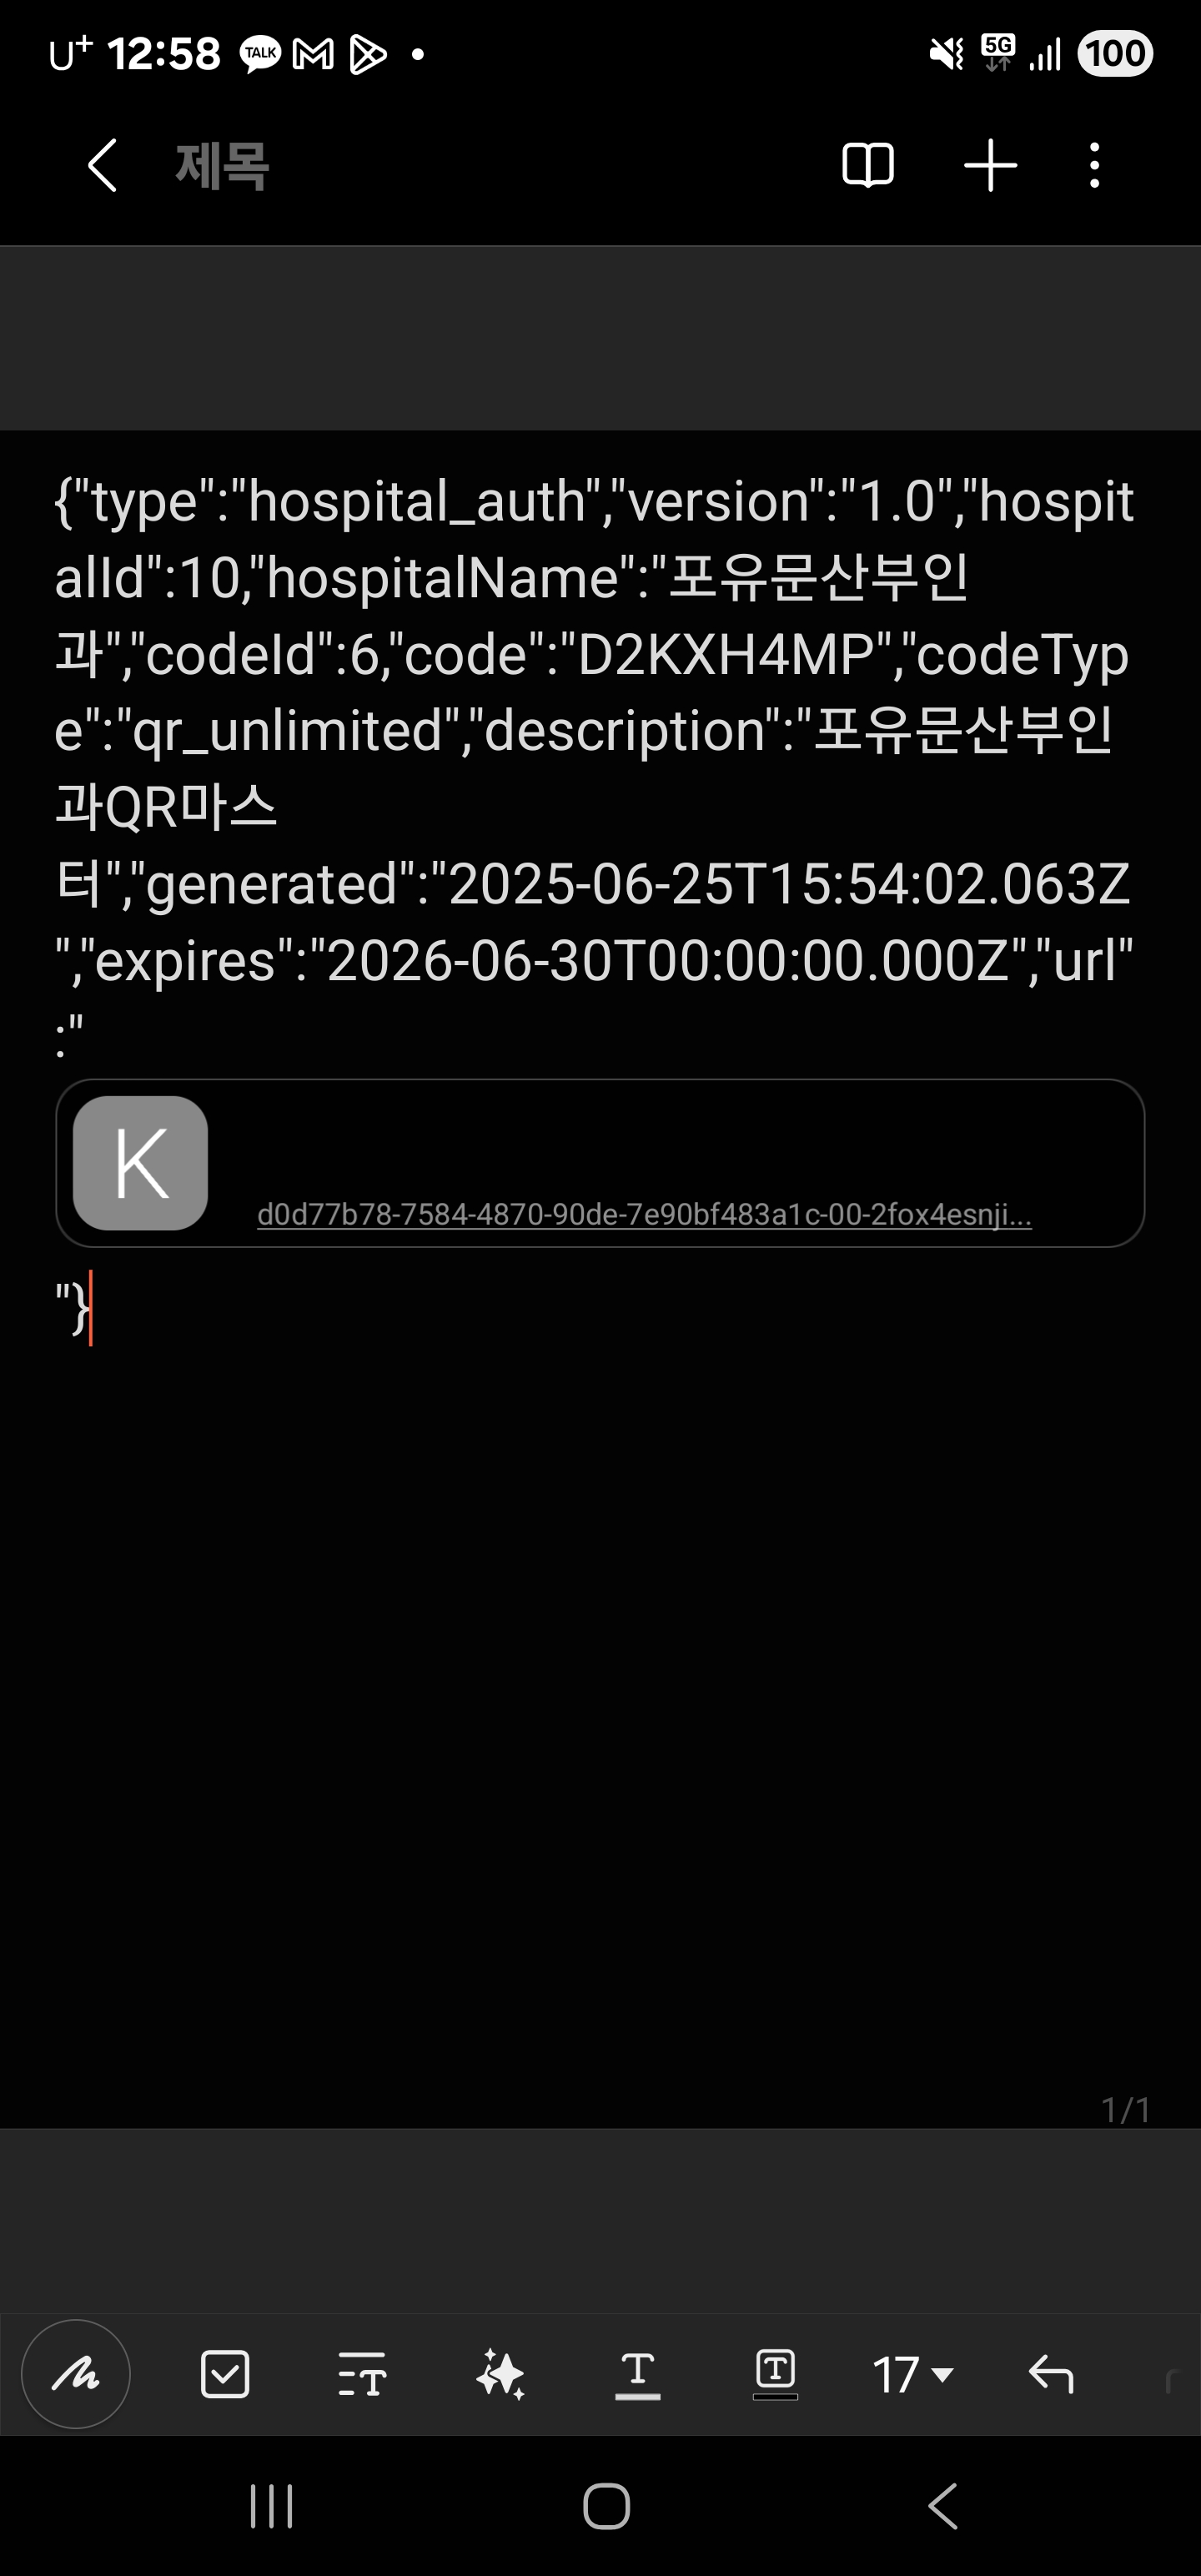 U+ 12:58 TALK 5G 100
제목
{"type":"hospital_auth","version":"1.0","hospit
alId":10,"hospitalName":"포유문산부인
과","codeId":6,"code":"D2KXH4MP","codeTyp
e":"qr_unlimited","description":"포유문산부인
과QR마스
터","generated":"2025-06-25T15:54:02.063Z
","expires":"2026-06-30T00:00:00.000Z","url"
:"
K
d0d77b78-7584-4870-90de-7e90bf483a1c-00-2fox4esnji...
"}
1/1
T T T 17